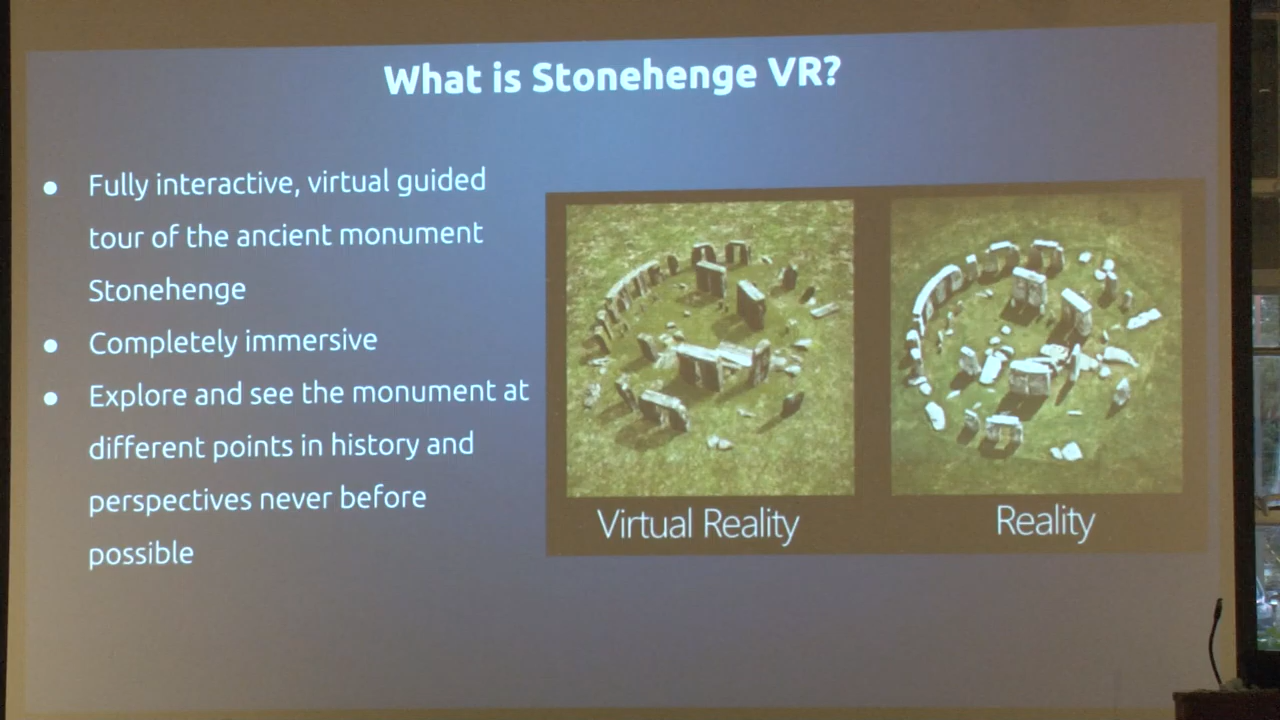 What is Stonehenge VR?
● Fully interactive, virtual guided
tour of the ancient monument
Stonehenge
● Completely immersive
● Explore and see the monument at
different points in history and
perspectives never before
possible
Virtual Reality
Reality